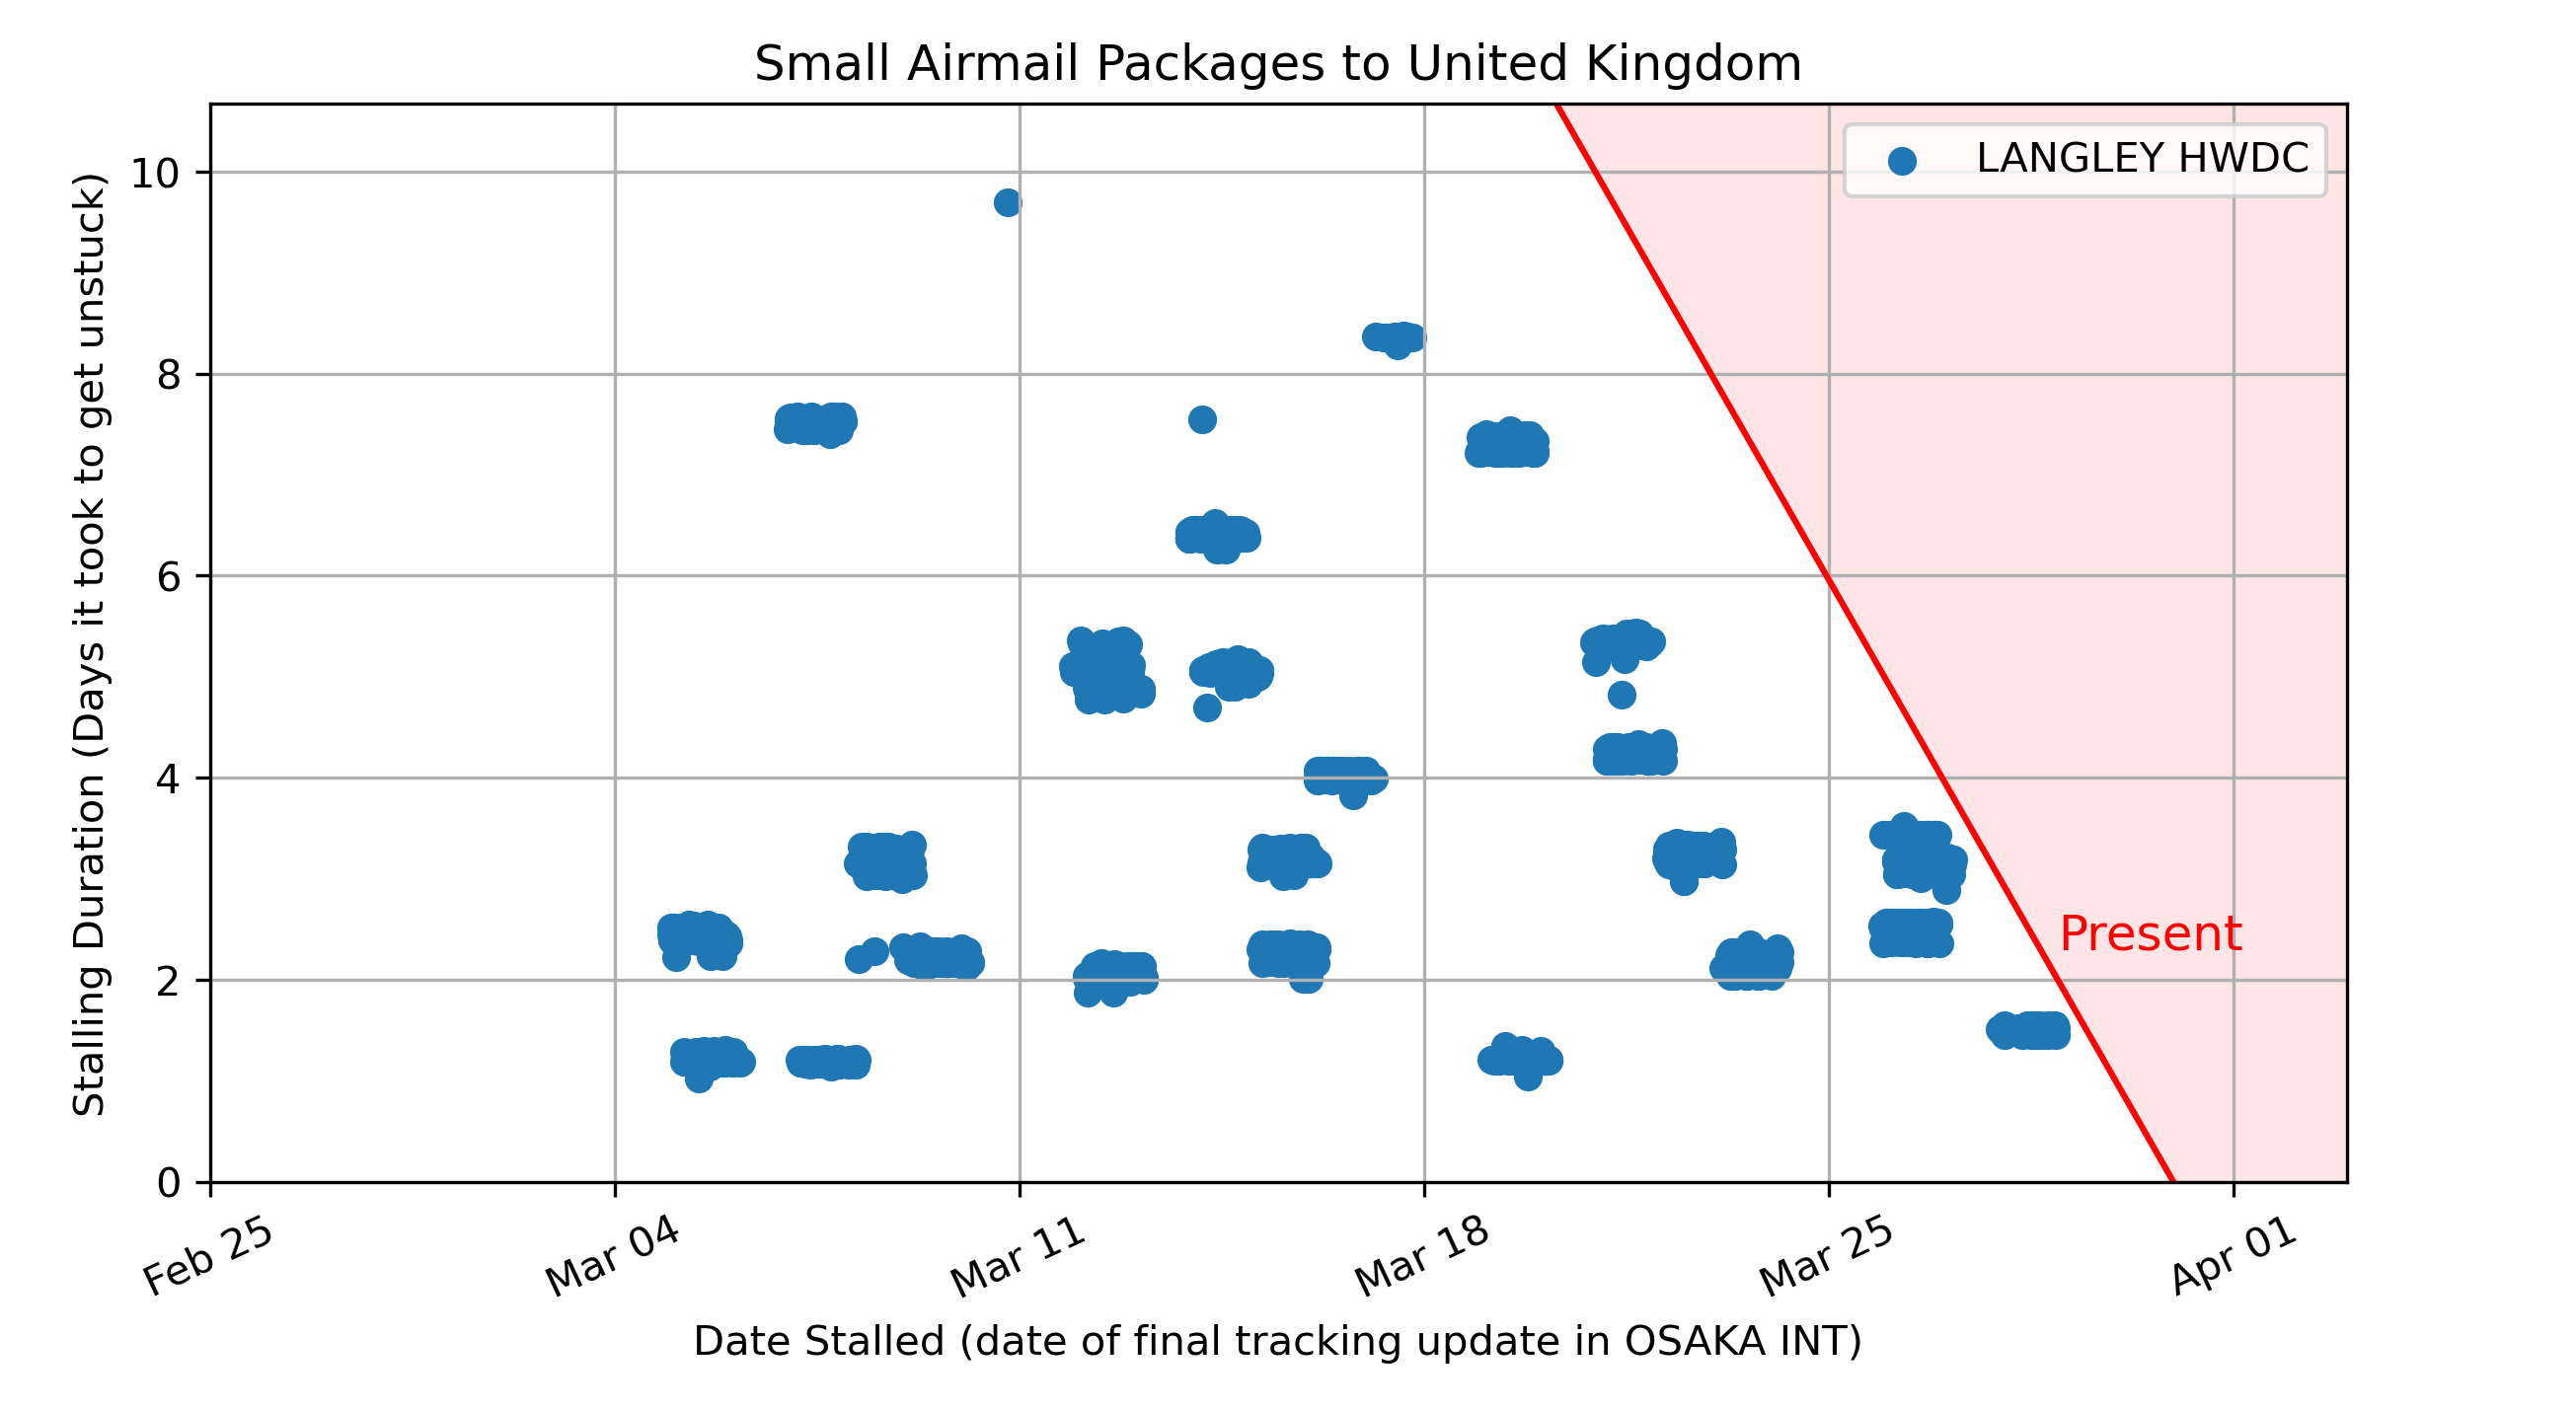 Small Airmail Packages to United Kingdom
LANGLEY HWDC
Stalling Duration (Days it took to get unstuck)
10
8
6
4
2
0
Present
Feb 25
Mar 04
Mar 11
Mar 18
Mar 25
Apr 01
Date Stalled (date of final tracking update in OSAKA INT)